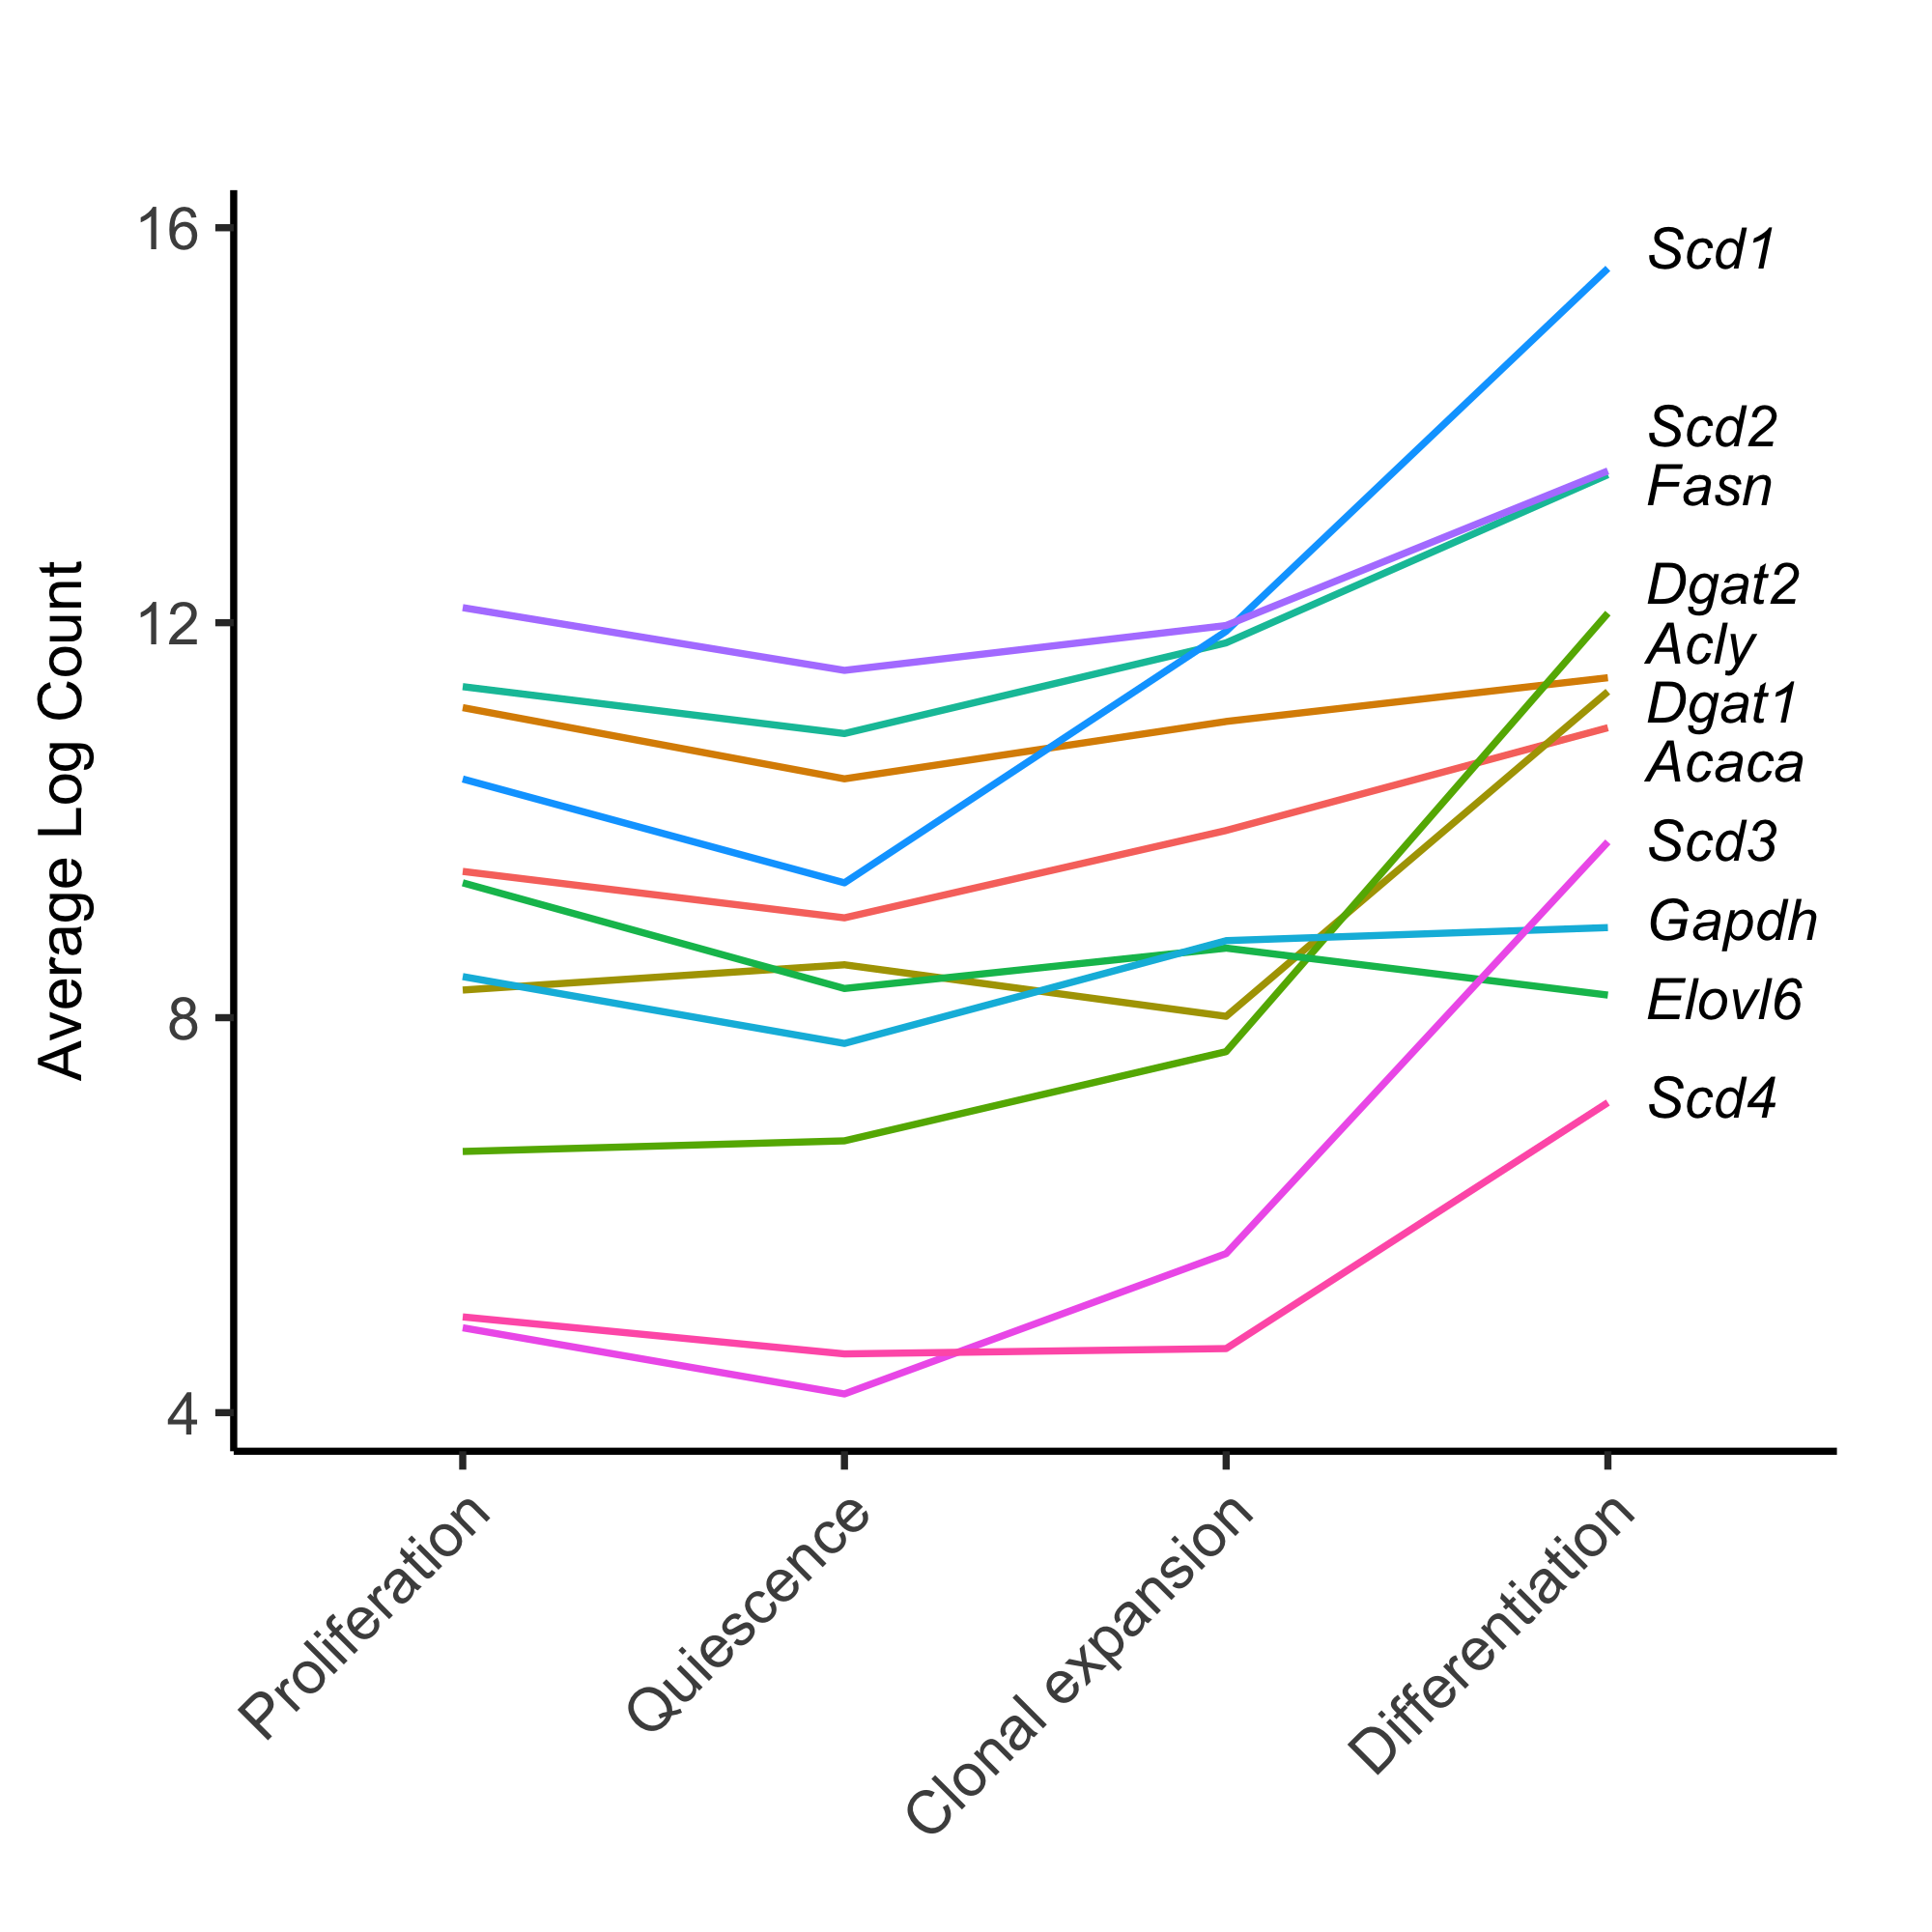 16
12
8
4
Average Log Count
Scd1
Scd2
Fasn
Dgat2
Acly
Dgat1
Acaca
Scd3
Gapdh
Elovl6
Scd4
Proliferation
Quiescence
Clonal expansion
Differentiation